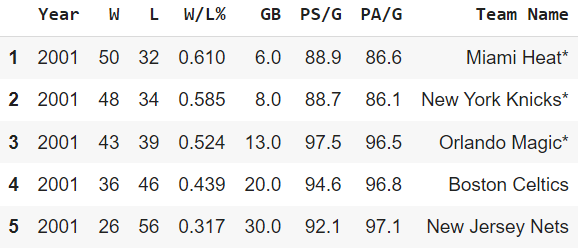 Year W L W/L% GB PS/G PA/G Team Name
1 2001 50 32 0.610 6.0 88.9 86.6 Miami Heat*
2 2001 48 34 0.585 8.0 88.7 86.1 New York Knicks*
3 2001 43 39 0.524 13.0 97.5 96.5 Orlando Magic*
4 2001 36 46 0.439 20.0 94.6 96.8 Boston Celtics
5 2001 26 56 0.317 30.0 92.1 97.1 New Jersey Nets